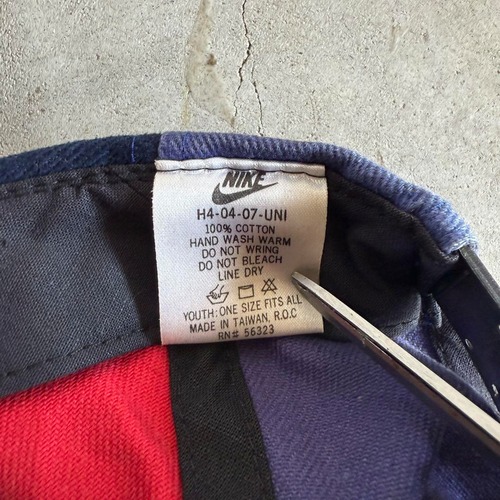 NIKE
H4-04-07-UNI
100% COTTON
HAND WASH WARM
DO NOT WRING
DO NOT BLEACH
LINE DRY
YOUTH: ONE SIZE FITS ALL
MADE IN TAIWAN, R.O.C
RN# 56323